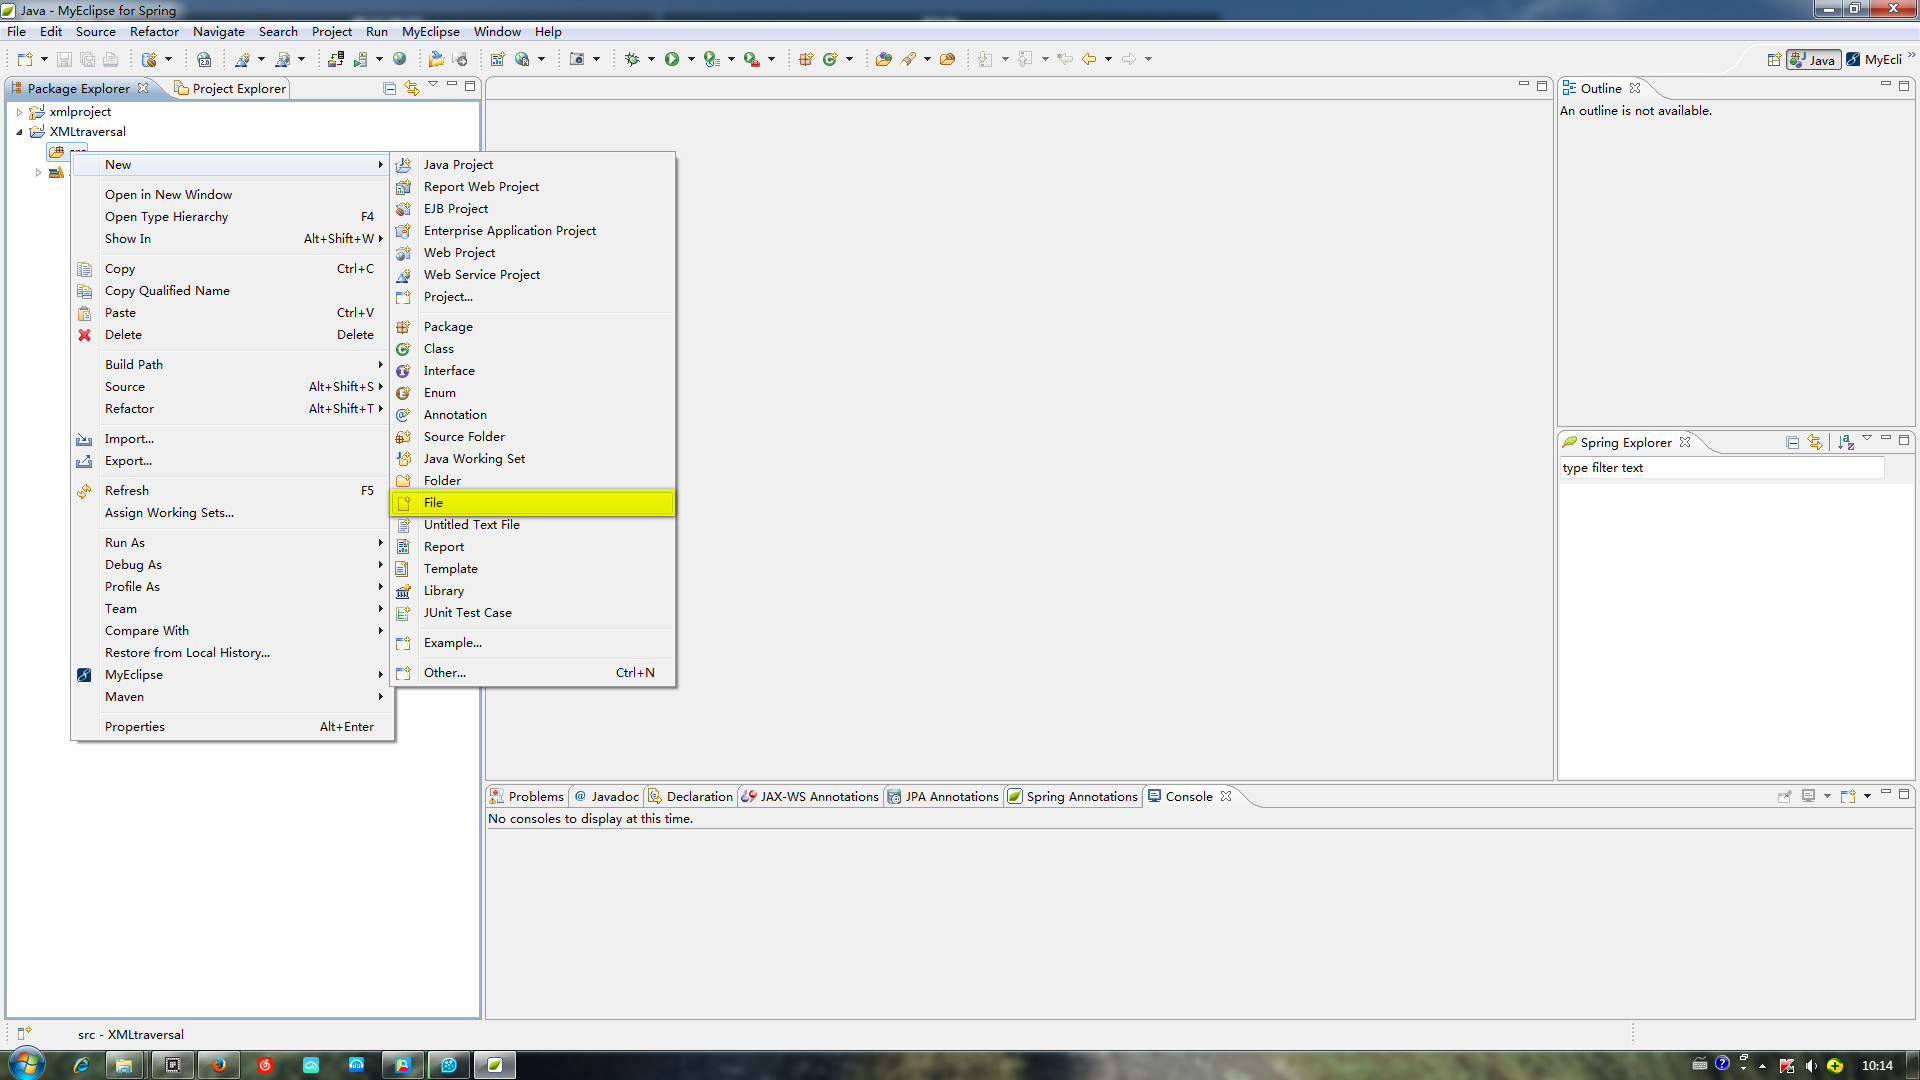 Java - MyEclipse for Spring
File Edit Source Refactor Navigate Search Project Run MyEclipse Window Help
Java
MyEcli
Package Explorer
Project Explorer
xmlproject
XMLtraversal
New
Open in New Window
Open Type Hierarchy F4
Show In Alt+Shift+W
Copy Ctrl+C
Copy Qualified Name
Paste Ctrl+V
Delete Delete
Build Path
Source Alt+Shift+S
Refactor Alt+Shift+T
Import...
Export...
Refresh F5
Assign Working Sets...
Run As
Debug As
Profile As
Team
Compare With
Restore from Local History...
MyEclipse
Maven
Properties Alt+Enter
Java Project
Report Web Project
EJB Project
Enterprise Application Project
Web Project
Web Service Project
Project...
Package
Class
Interface
Enum
Annotation
Source Folder
Java Working Set
Folder
File
Untitled Text File
Report
Template
Library
JUnit Test Case
Example...
Other... Ctrl+N
Outline
An outline is not available.
Spring Explorer
type filter text
Problems Javadoc Declaration JAX-WS Annotations JPA Annotations Spring Annotations Console
No consoles to display at this time.
src - XMLtraversal
10:14